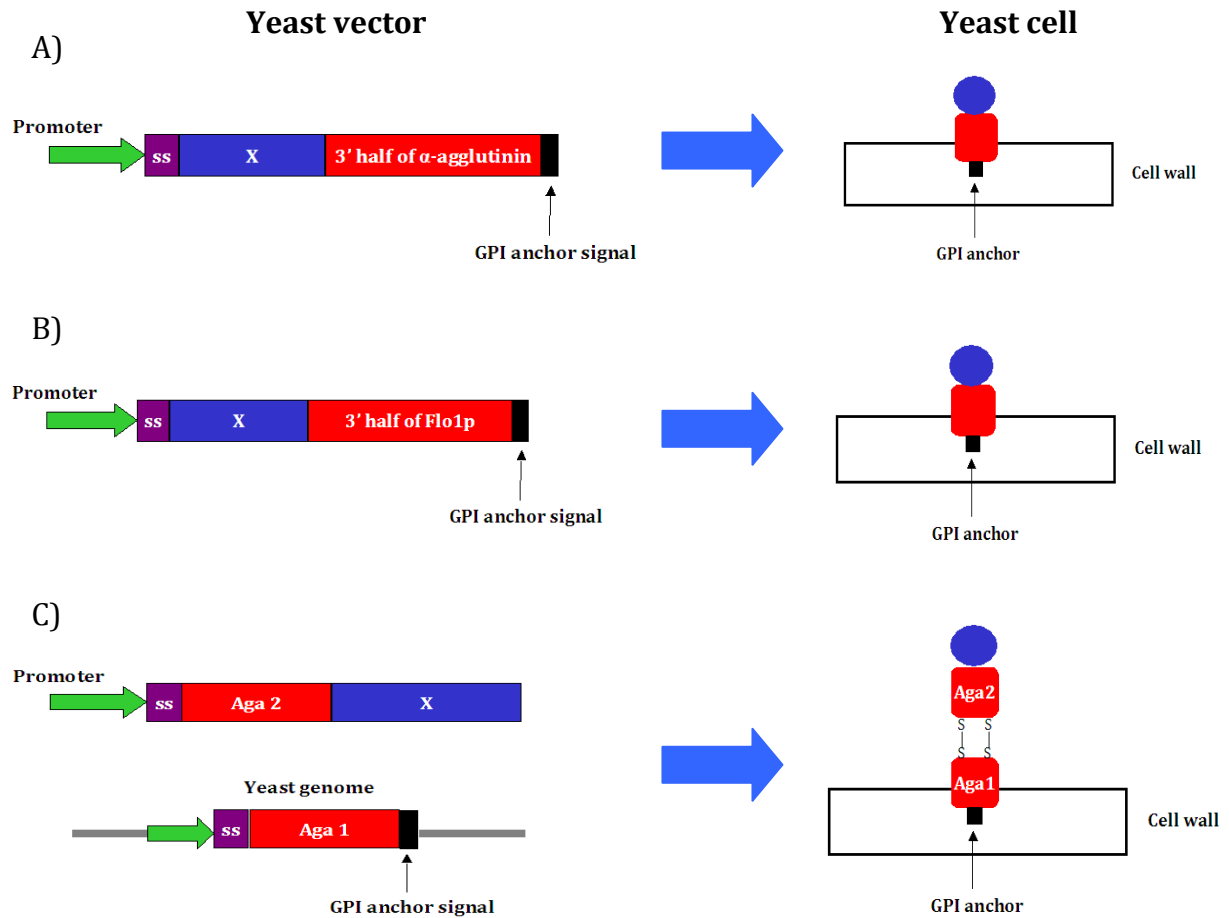 Yeast vector
Yeast cell
A)
Promoter
ss
X
3' half of α-agglutinin
GPI anchor signal
Cell wall
GPI anchor
B)
Promoter
ss
X
3' half of Flo1p
GPI anchor signal
Cell wall
GPI anchor
C)
Promoter
ss
Aga 2
X
Yeast genome
ss
Aga 1
GPI anchor signal
Aga2
S S
S S
Aga1
Cell wall
GPI anchor